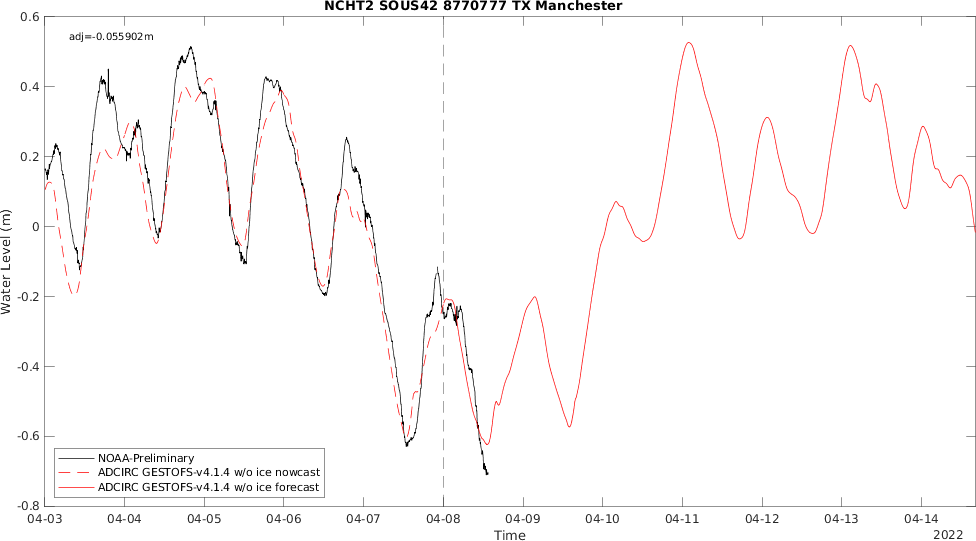 NCHT2 SOUS42 8770777 TX Manchester
adj=-0.055902m
0.6
0.4
0.2
0
-0.2
-0.4
-0.6
-0.8
Water Level (m)
NOAA-Preliminary
ADCIRC GESTOFS-v4.1.4 w/o ice nowcast
ADCIRC GESTOFS-v4.1.4 w/o ice forecast
04-03 04-04 04-05 04-06 04-07 04-08 04-09 04-10 04-11 04-12 04-13 04-14
Time
2022